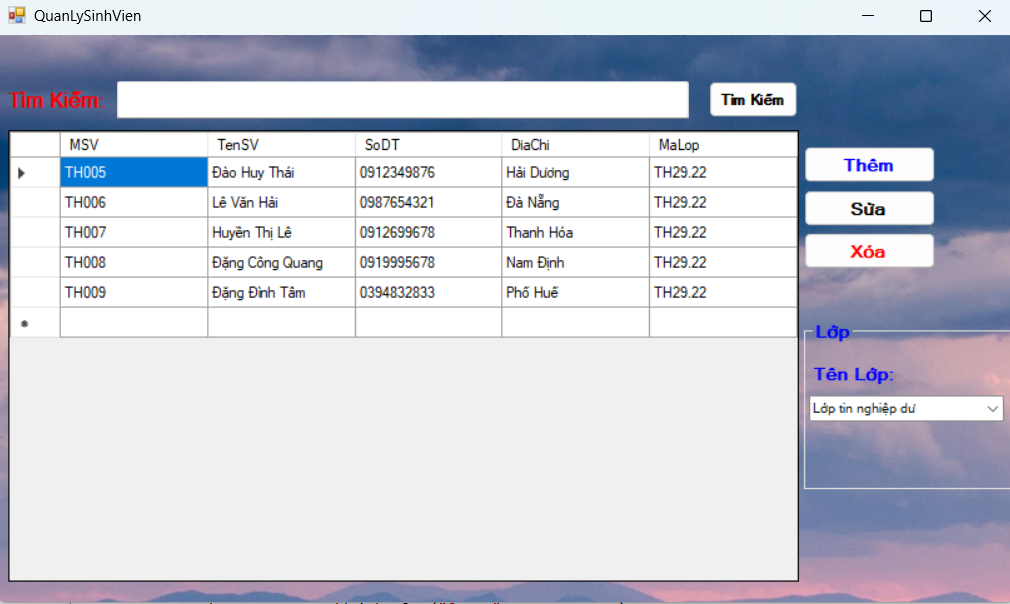 QuanLySinhVien
Tìm Kiếm:
Tìm Kiếm
MSV TenSV SoDT DiaChi MaLop
TH005 Đào Huy Thái 0912349876 Hải Dương TH29.22
TH006 Lê Văn Hải 0987654321 Đà Nẵng TH29.22
TH007 Huyền Thị Lê 0912699678 Thanh Hóa TH29.22
TH008 Đặng Công Quang 0919995678 Nam Định TH29.22
TH009 Đặng Đình Tâm 0394832833 Phố Huế TH29.22
Thêm
Sửa
Xóa
Lớp
Tên Lớp:
Lớp tin nghiệp dư